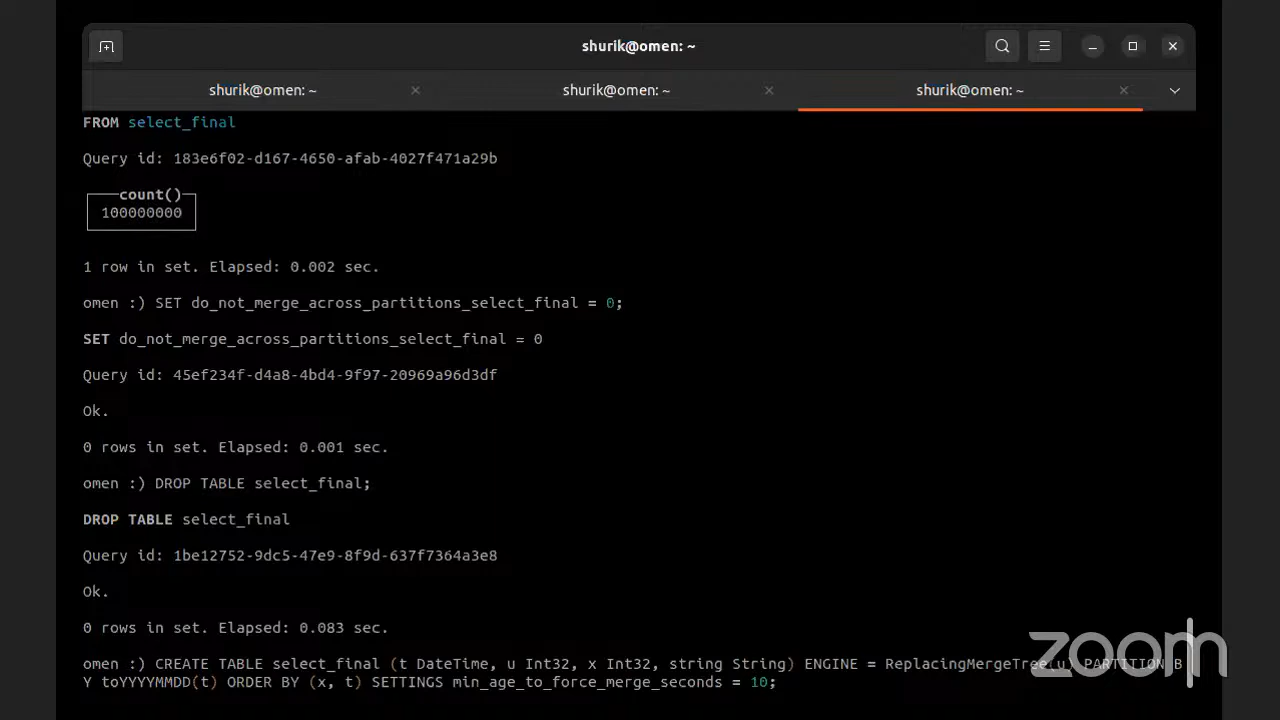 shurik@omen: ~
shurik@omen: ~ shurik@omen: ~ shurik@omen: ~
FROM select_final
Query id: 183e6f02-d167-4650-afab-4027f471a29b
count()
100000000
1 row in set. Elapsed: 0.002 sec.
omen :) SET do_not_merge_across_partitions_select_final = 0;
SET do_not_merge_across_partitions_select_final = 0
Query id: 45ef234f-d4a8-4bd4-9f97-20969a96d3df
Ok.
0 rows in set. Elapsed: 0.001 sec.
omen :) DROP TABLE select_final;
DROP TABLE select_final
Query id: 1be12752-9dc5-47e9-8f9d-637f7364a3e8
Ok.
0 rows in set. Elapsed: 0.083 sec.
omen :) CREATE TABLE select_final (t DateTime, u Int32, x Int32, string String) ENGINE = ReplacingMergeTree(u) PARTITION B
Y toYYYYMMDD(t) ORDER BY (x, t) SETTINGS min_age_to_force_merge_seconds = 10;
zoom